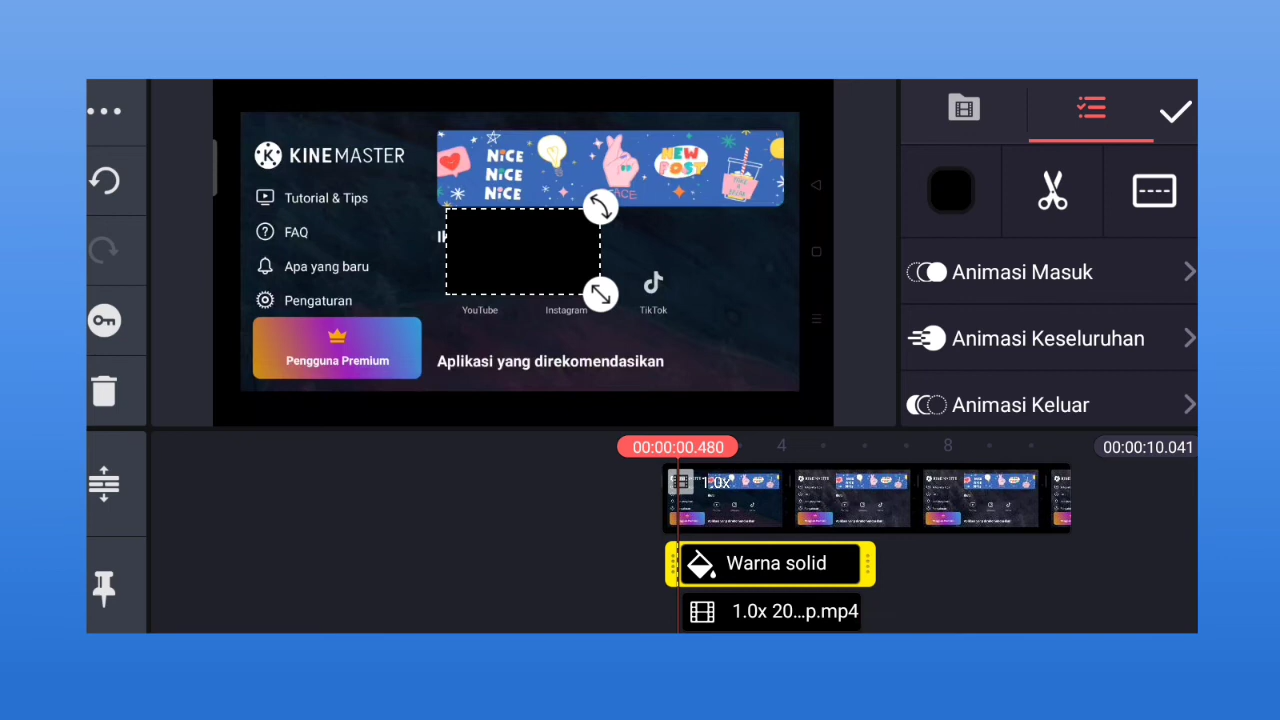 KINEMASTER
Tutorial & Tips
FAQ
Apa yang baru
Pengaturan
Pengguna Premium
NiCE
NiCE
NiCE
NEW
POST
YouTube
Instagram
TikTok
Aplikasi yang direkomendasikan
Animasi Masuk
Animasi Keseluruhan
Animasi Keluar
00:00:00.480
4
8
00:00:10.041
1.0x
Warna solid
1.0x 20...p.mp4